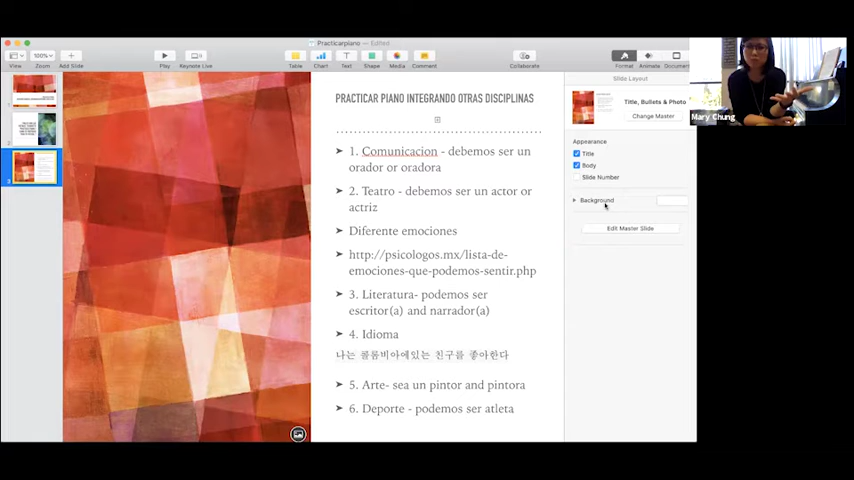 Practicarpiano — Edited
100%
View
Zoom
Add Slide
Play
Keynote Live
Table
Chart
Text
Shape
Media
Comment
Collaborate
Format
Animate
Document
Slide Layout
Title, Bullets & Photo
Change Master
Appearance
Title
Body
Slide Number
Background
Edit Master Slide
Mary Chung
1
2
3
PRACTICAR PIANO INTEGRANDO OTRAS DISCIPLINAS
➤ 1. Comunicacion - debemos ser un
orador or oradora
➤ 2. Teatro - debemos ser un actor or
actriz
➤ Diferente emociones
➤ http://psicologos.mx/lista-de-
emociones-que-podemos-sentir.php
➤ 3. Literatura- podemos ser
escritor(a) and narrador(a)
➤ 4. Idioma
나는 콜롬비아에있는 친구를 좋아한다
➤ 5. Arte- sea un pintor and pintora
➤ 6. Deporte - podemos ser atleta